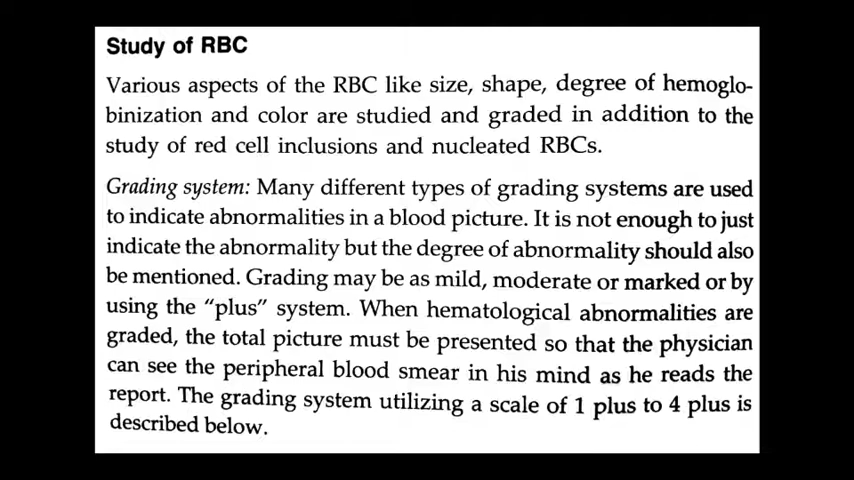 Study of RBC
Various aspects of the RBC like size, shape, degree of hemoglo-
binization and color are studied and graded in addition to the
study of red cell inclusions and nucleated RBCs.
Grading system: Many different types of grading systems are used
to indicate abnormalities in a blood picture. It is not enough to just
indicate the abnormality but the degree of abnormality should also
be mentioned. Grading may be as mild, moderate or marked or by
using the “plus” system. When hematological abnormalities are
graded, the total picture must be presented so that the physician
can see the peripheral blood smear in his mind as he reads the
report. The grading system utilizing a scale of 1 plus to 4 plus is
described below.